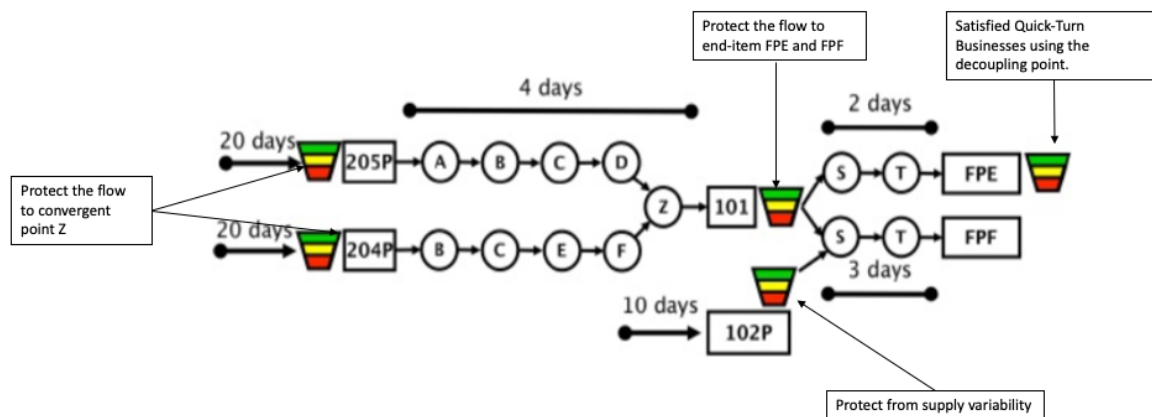 Protect the flow to
end-item FPE and FPF
Satisfied Quick-Turn
Businesses using the
decoupling point.
4 days
2 days
20 days
205P
A
B
C
D
S
T
FPE
Protect the flow
to convergent
point Z
Z
101
20 days
204P
B
C
E
F
S
T
FPF
3 days
10 days
102P
Protect from supply variability